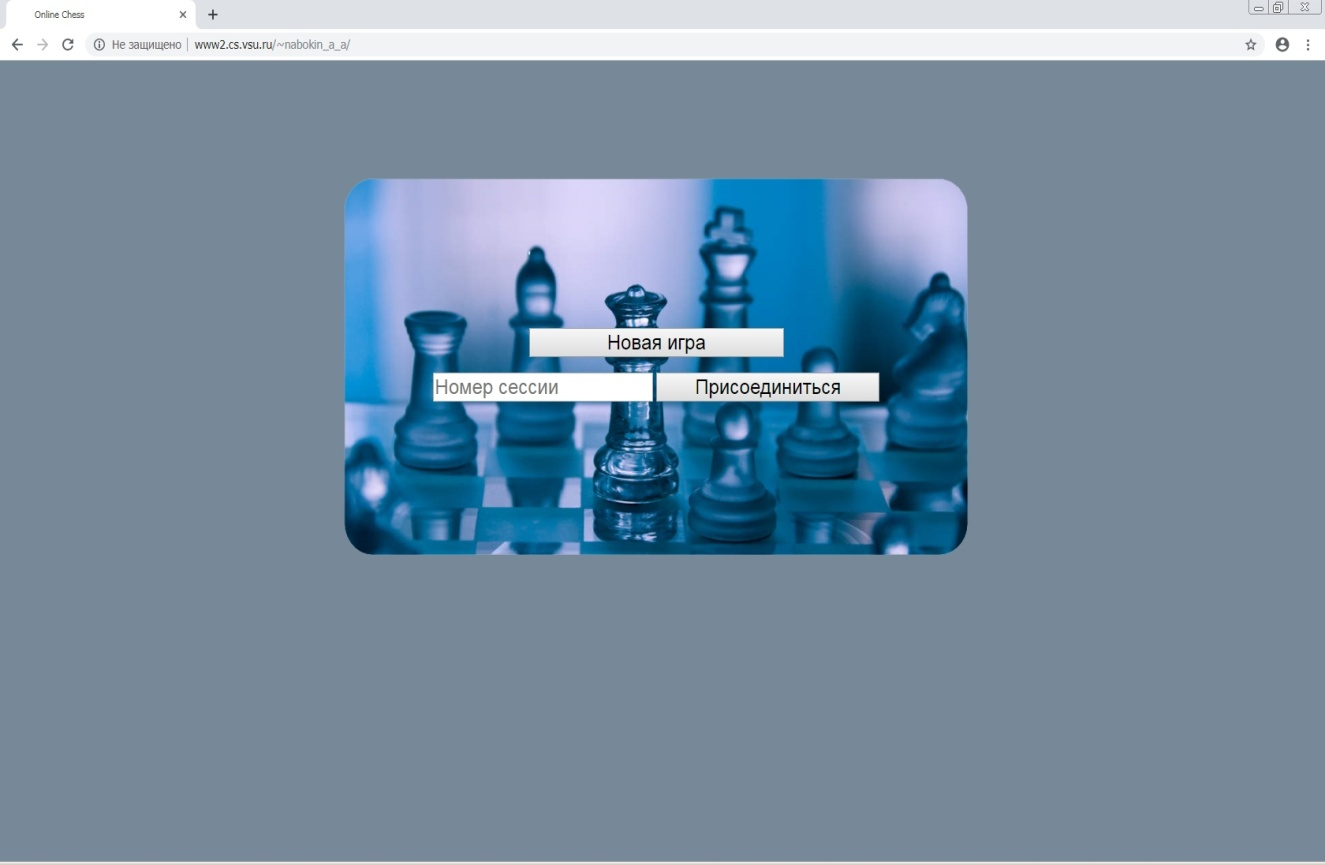 Online Chess
Не защищено www2.cs.vsu.ru/~nabokin_a_a/
Новая игра
Номер сессии Присоединиться